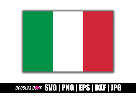 SVG | PNG | EPS | DXF | JPG